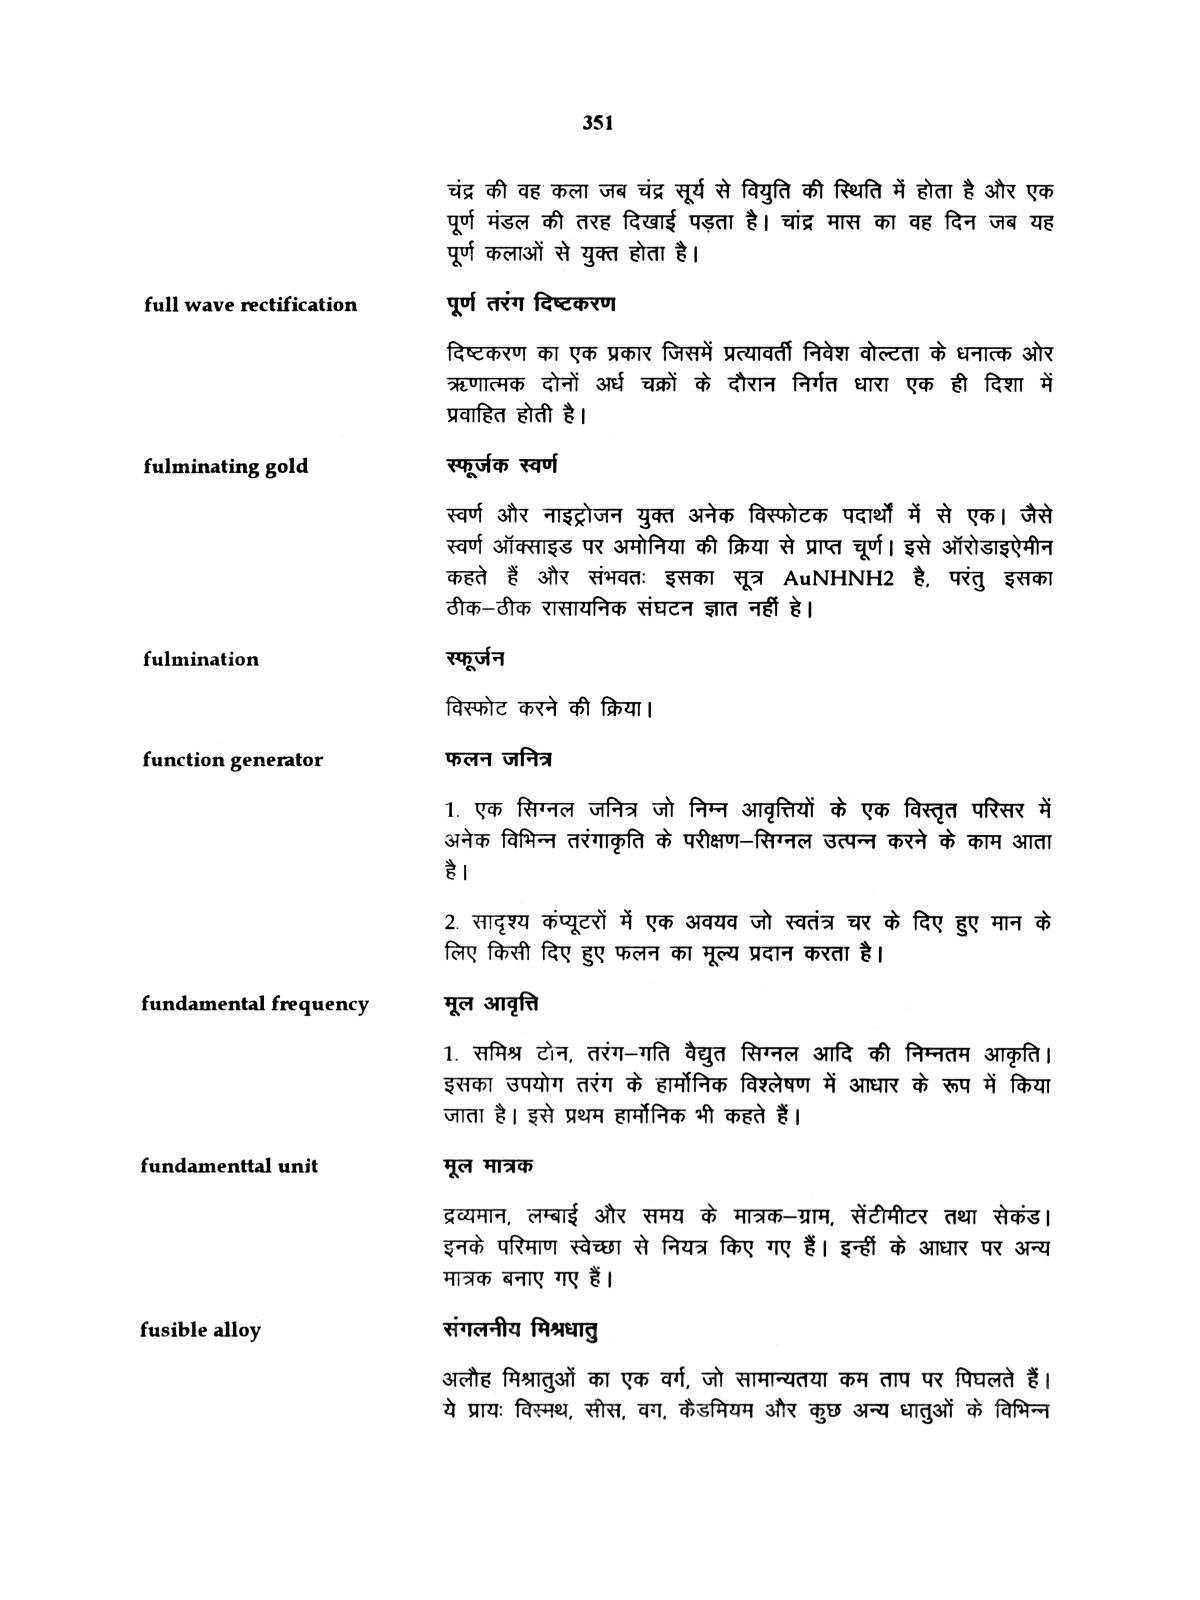 351
चंद्र की वह कला जब चंद्र सूर्य से वियुति की स्थिति में होता है और एक
पूर्ण मंडल की तरह दिखाई पड़ता है। चांद्र मास का वह दिन जब यह
पूर्ण कलाओं से युक्त होता है।
full wave rectification पूर्ण तरंग दिष्टकरण
दिष्टकरण का एक प्रकार जिसमें प्रत्यावर्ती निवेश वोल्टता के धनात्क ओर
ऋणात्मक दोनों अर्ध चक्रों के दौरान निर्गत धारा एक ही दिशा में
प्रवाहित होती है।
fulminating gold स्फूर्जक स्वर्ण
स्वर्ण और नाइट्रोजन युक्त अनेक विस्फोटक पदार्थों में से एक। जैसे
स्वर्ण ऑक्साइड पर अमोनिया की क्रिया से प्राप्त चूर्ण। इसे ऑरोडाइऐमीन
कहते हैं और संभवतः इसका सूत्र AuNHNH2 है, परंतु इसका
ठीक–ठीक रासायनिक संघटन ज्ञात नहीं हे।
fulmination स्फूर्जन
विस्फोट करने की क्रिया।
function generator फलन जनित्र
1. एक सिग्नल जनित्र जो निम्न आवृत्तियों के एक विस्तृत परिसर में
अनेक विभिन्न तरंगाकृति के परीक्षण–सिग्नल उत्पन्न करने के काम आता
है।
2. सादृश्य कंप्यूटरों में एक अवयव जो स्वतंत्र चर के दिए हुए मान के
लिए किसी दिए हुए फलन का मूल्य प्रदान करता है।
fundamental frequency मूल आवृत्ति
1. समिश्र टोन, तरंग–गति वैद्युत सिग्नल आदि की निम्नतम आकृति।
इसका उपयोग तरंग के हार्मोनिक विश्लेषण में आधार के रूप में किया
जाता है। इसे प्रथम हार्मोनिक भी कहते हैं।
fundamenttal unit मूल मात्रक
द्रव्यमान, लम्बाई और समय के मात्रक–ग्राम, सेंटीमीटर तथा सेकंड।
इनके परिमाण स्वेच्छा से नियत्र किए गए हैं। इन्हीं के आधार पर अन्य
मात्रक बनाए गए हैं।
fusible alloy संगलनीय मिश्रधातु
अलौह मिश्रातुओं का एक वर्ग, जो सामान्यतया कम ताप पर पिघलते हैं।
ये प्रायः विस्मथ, सीस, वग, कैडमियम और कुछ अन्य धातुओं के विभिन्न